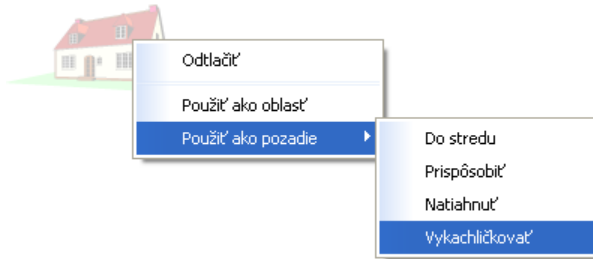 Odtlačiť
Použiť ako oblasť
Použiť ako pozadie
Do stredu
Prispôsobiť
Natiahnuť
Vykachličkovať